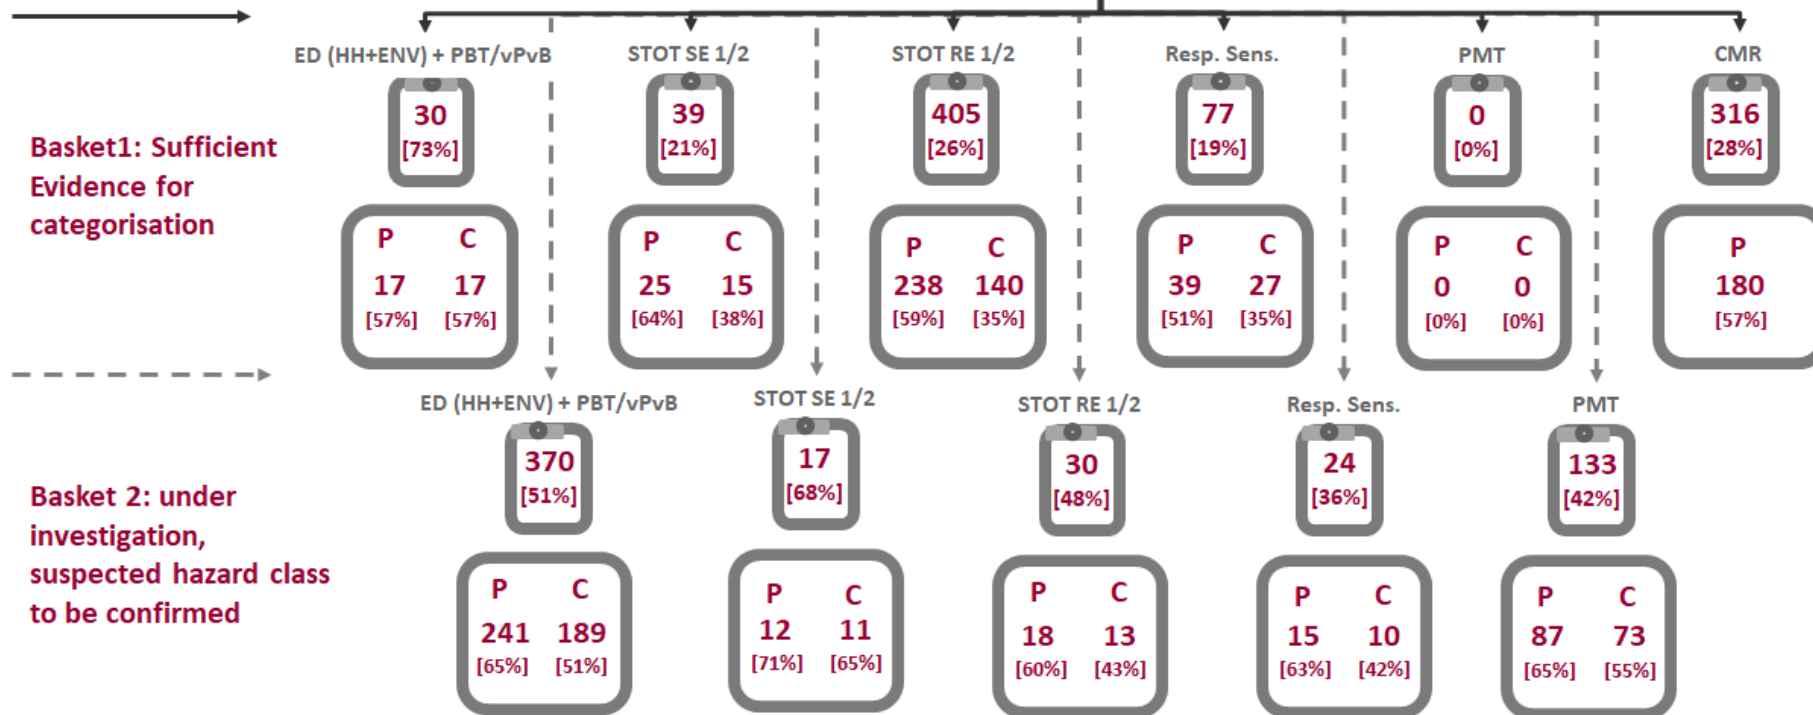 ED (HH+ENV) + PBT/vPvB
STOT SE 1/2
STOT RE 1/2
Resp. Sens.
PMT
CMR
Basket1: Sufficient
Evidence for
categorisation
30
[73%]
39
[21%]
405
[26%]
77
[19%]
0
[0%]
316
[28%]
P C
17 17
[57%] [57%]
P C
25 15
[64%] [38%]
P C
238 140
[59%] [35%]
P C
39 27
[51%] [35%]
P C
0 0
[0%] [0%]
P
180
[57%]
ED (HH+ENV) + PBT/vPvB
STOT SE 1/2
STOT RE 1/2
Resp. Sens.
PMT
Basket 2: under
investigation,
suspected hazard class
to be confirmed
370
[51%]
17
[68%]
30
[48%]
24
[36%]
133
[42%]
P C
241 189
[65%] [51%]
P C
12 11
[71%] [65%]
P C
18 13
[60%] [43%]
P C
15 10
[63%] [42%]
P C
87 73
[65%] [55%]